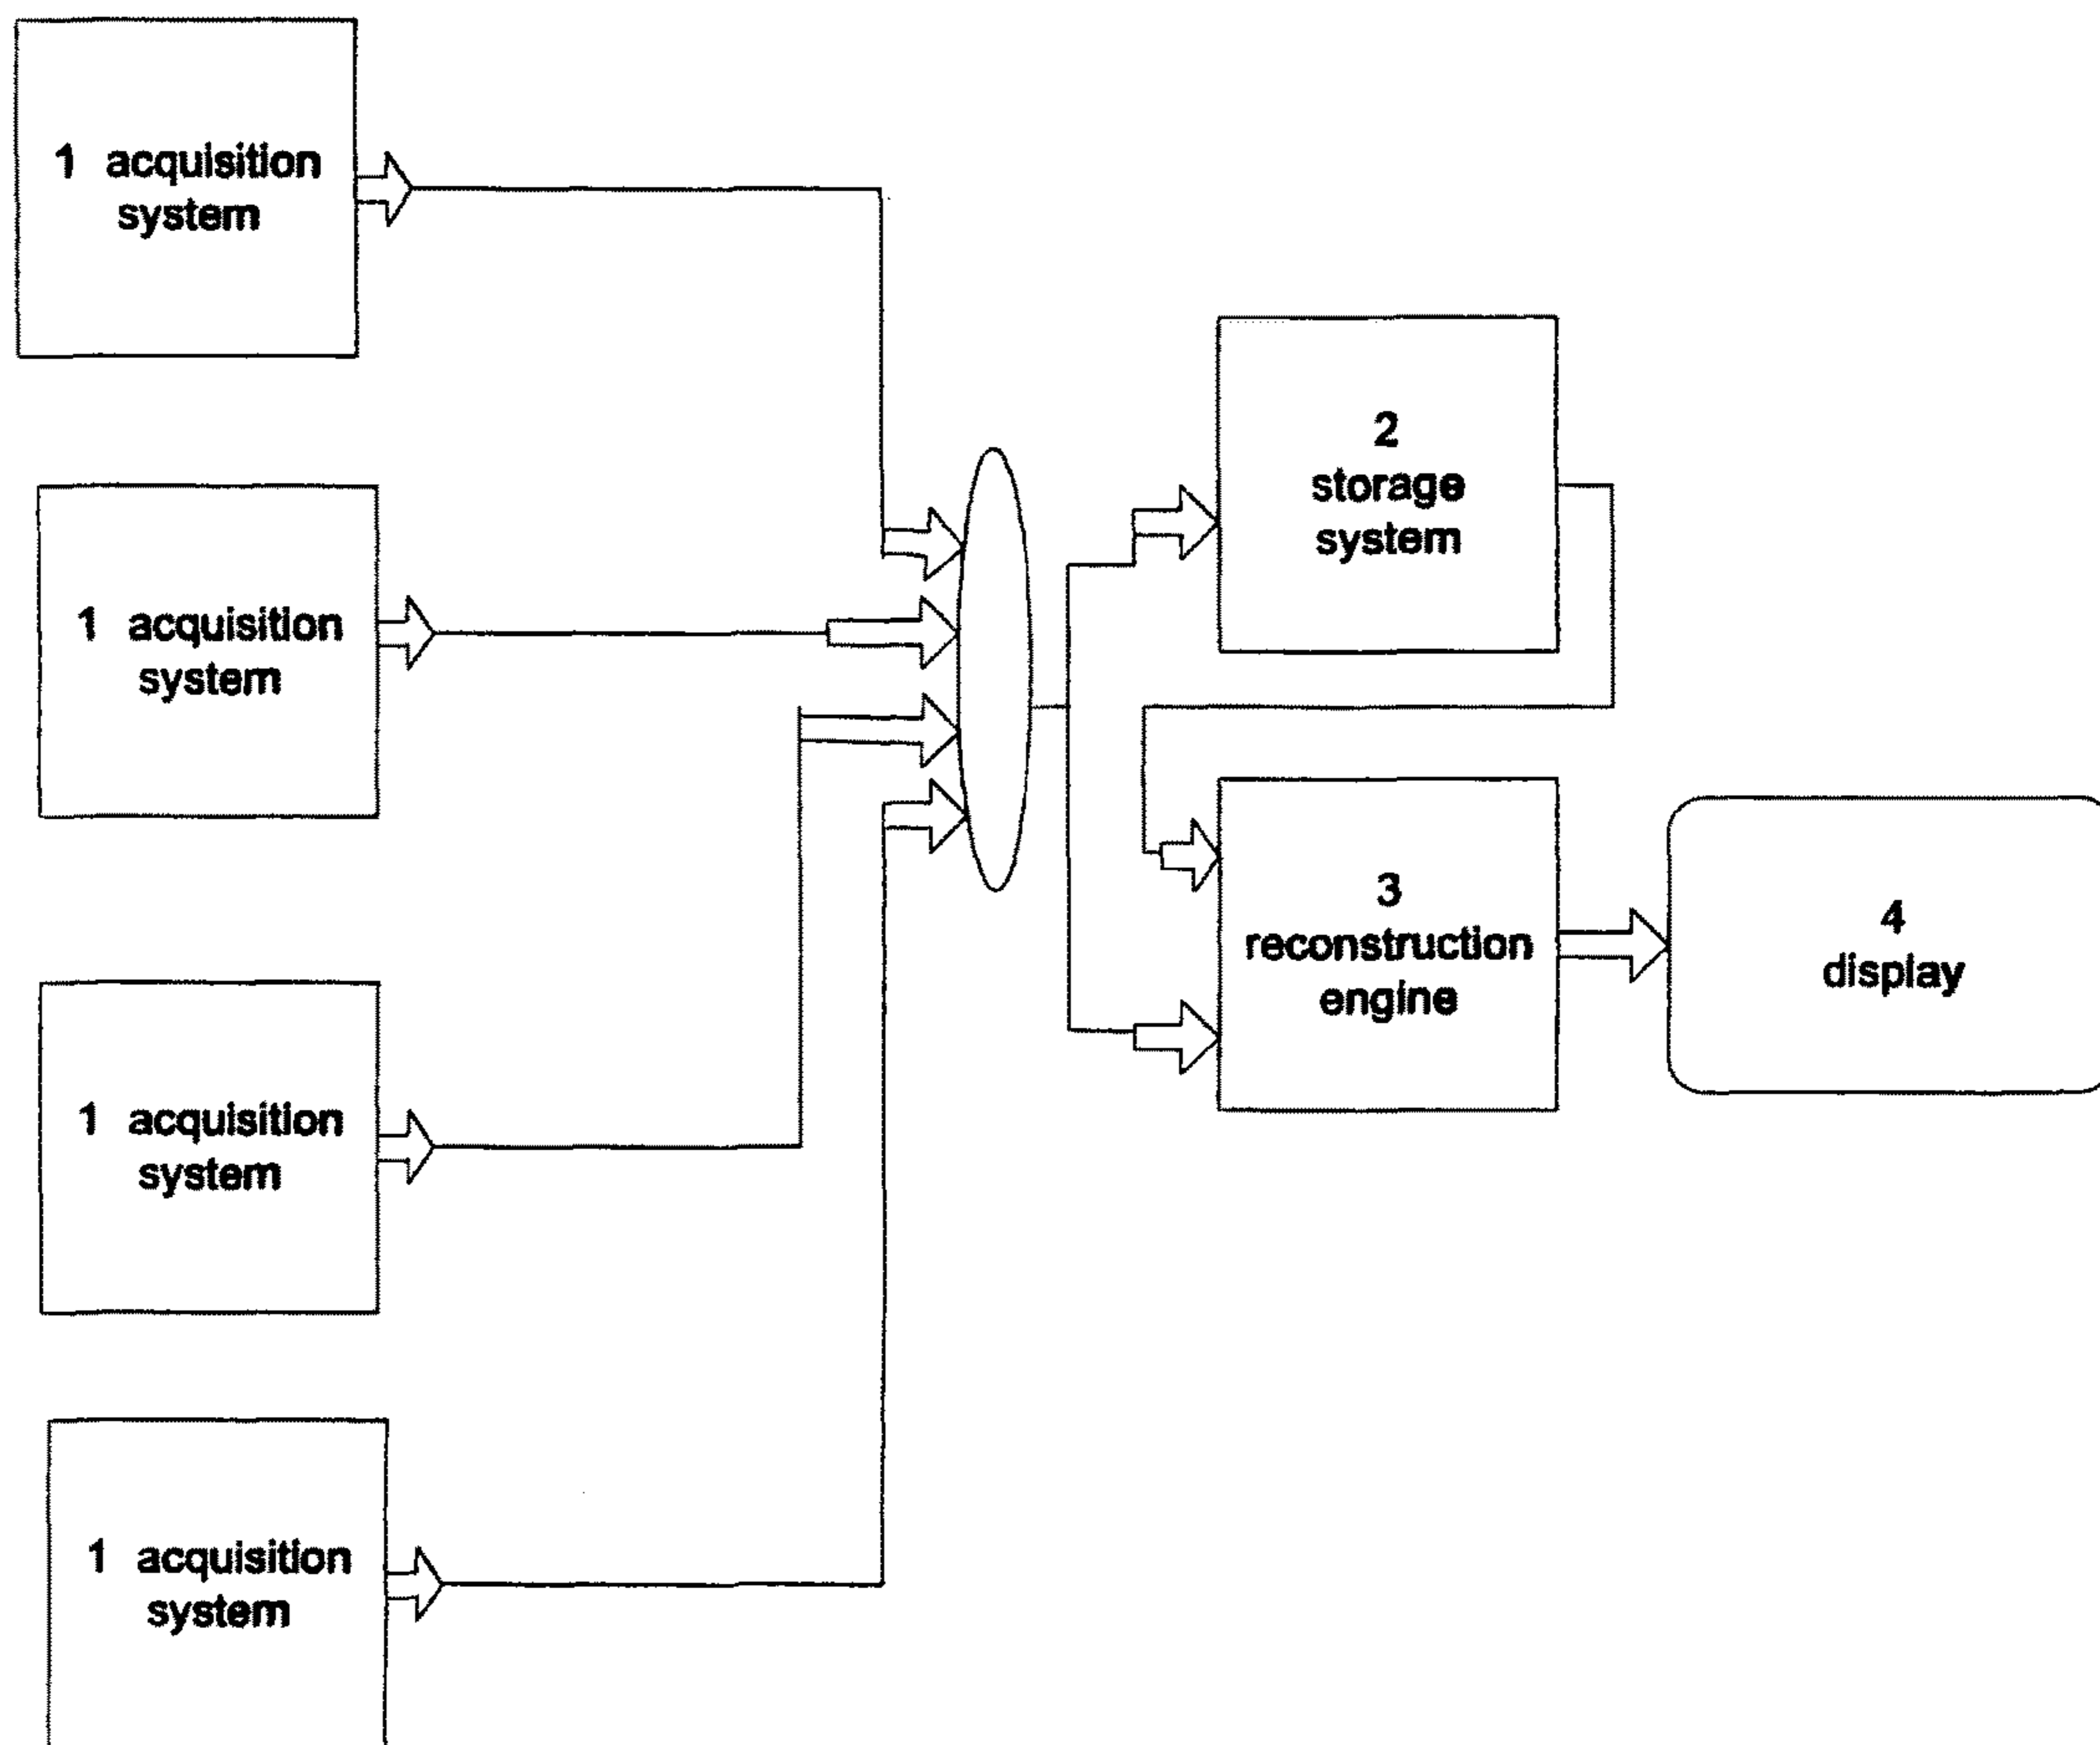 1 acquisition
system
1 acquisition
system
1 acquisition
system
1 acquisition
system
2
storage
system
3
reconstruction
engine
4
display